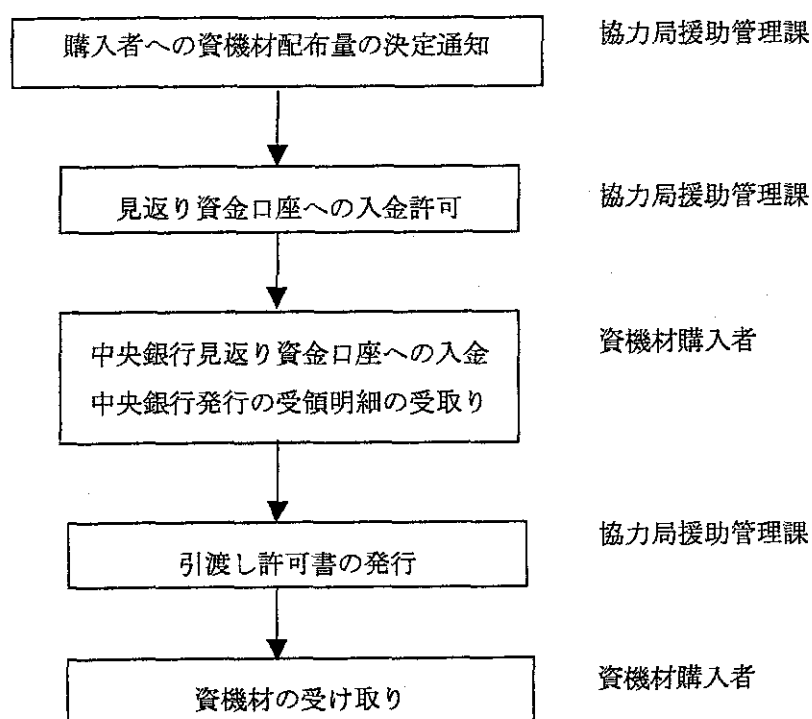 購入者への資機材配布量の決定通知
協力局援助管理課
見返り資金口座への入金許可
協力局援助管理課
中央銀行見返り資金口座への入金
中央銀行発行の受領明細の受取り
資機材購入者
引渡し許可書の発行
協力局援助管理課
資機材の受け取り
資機材購入者